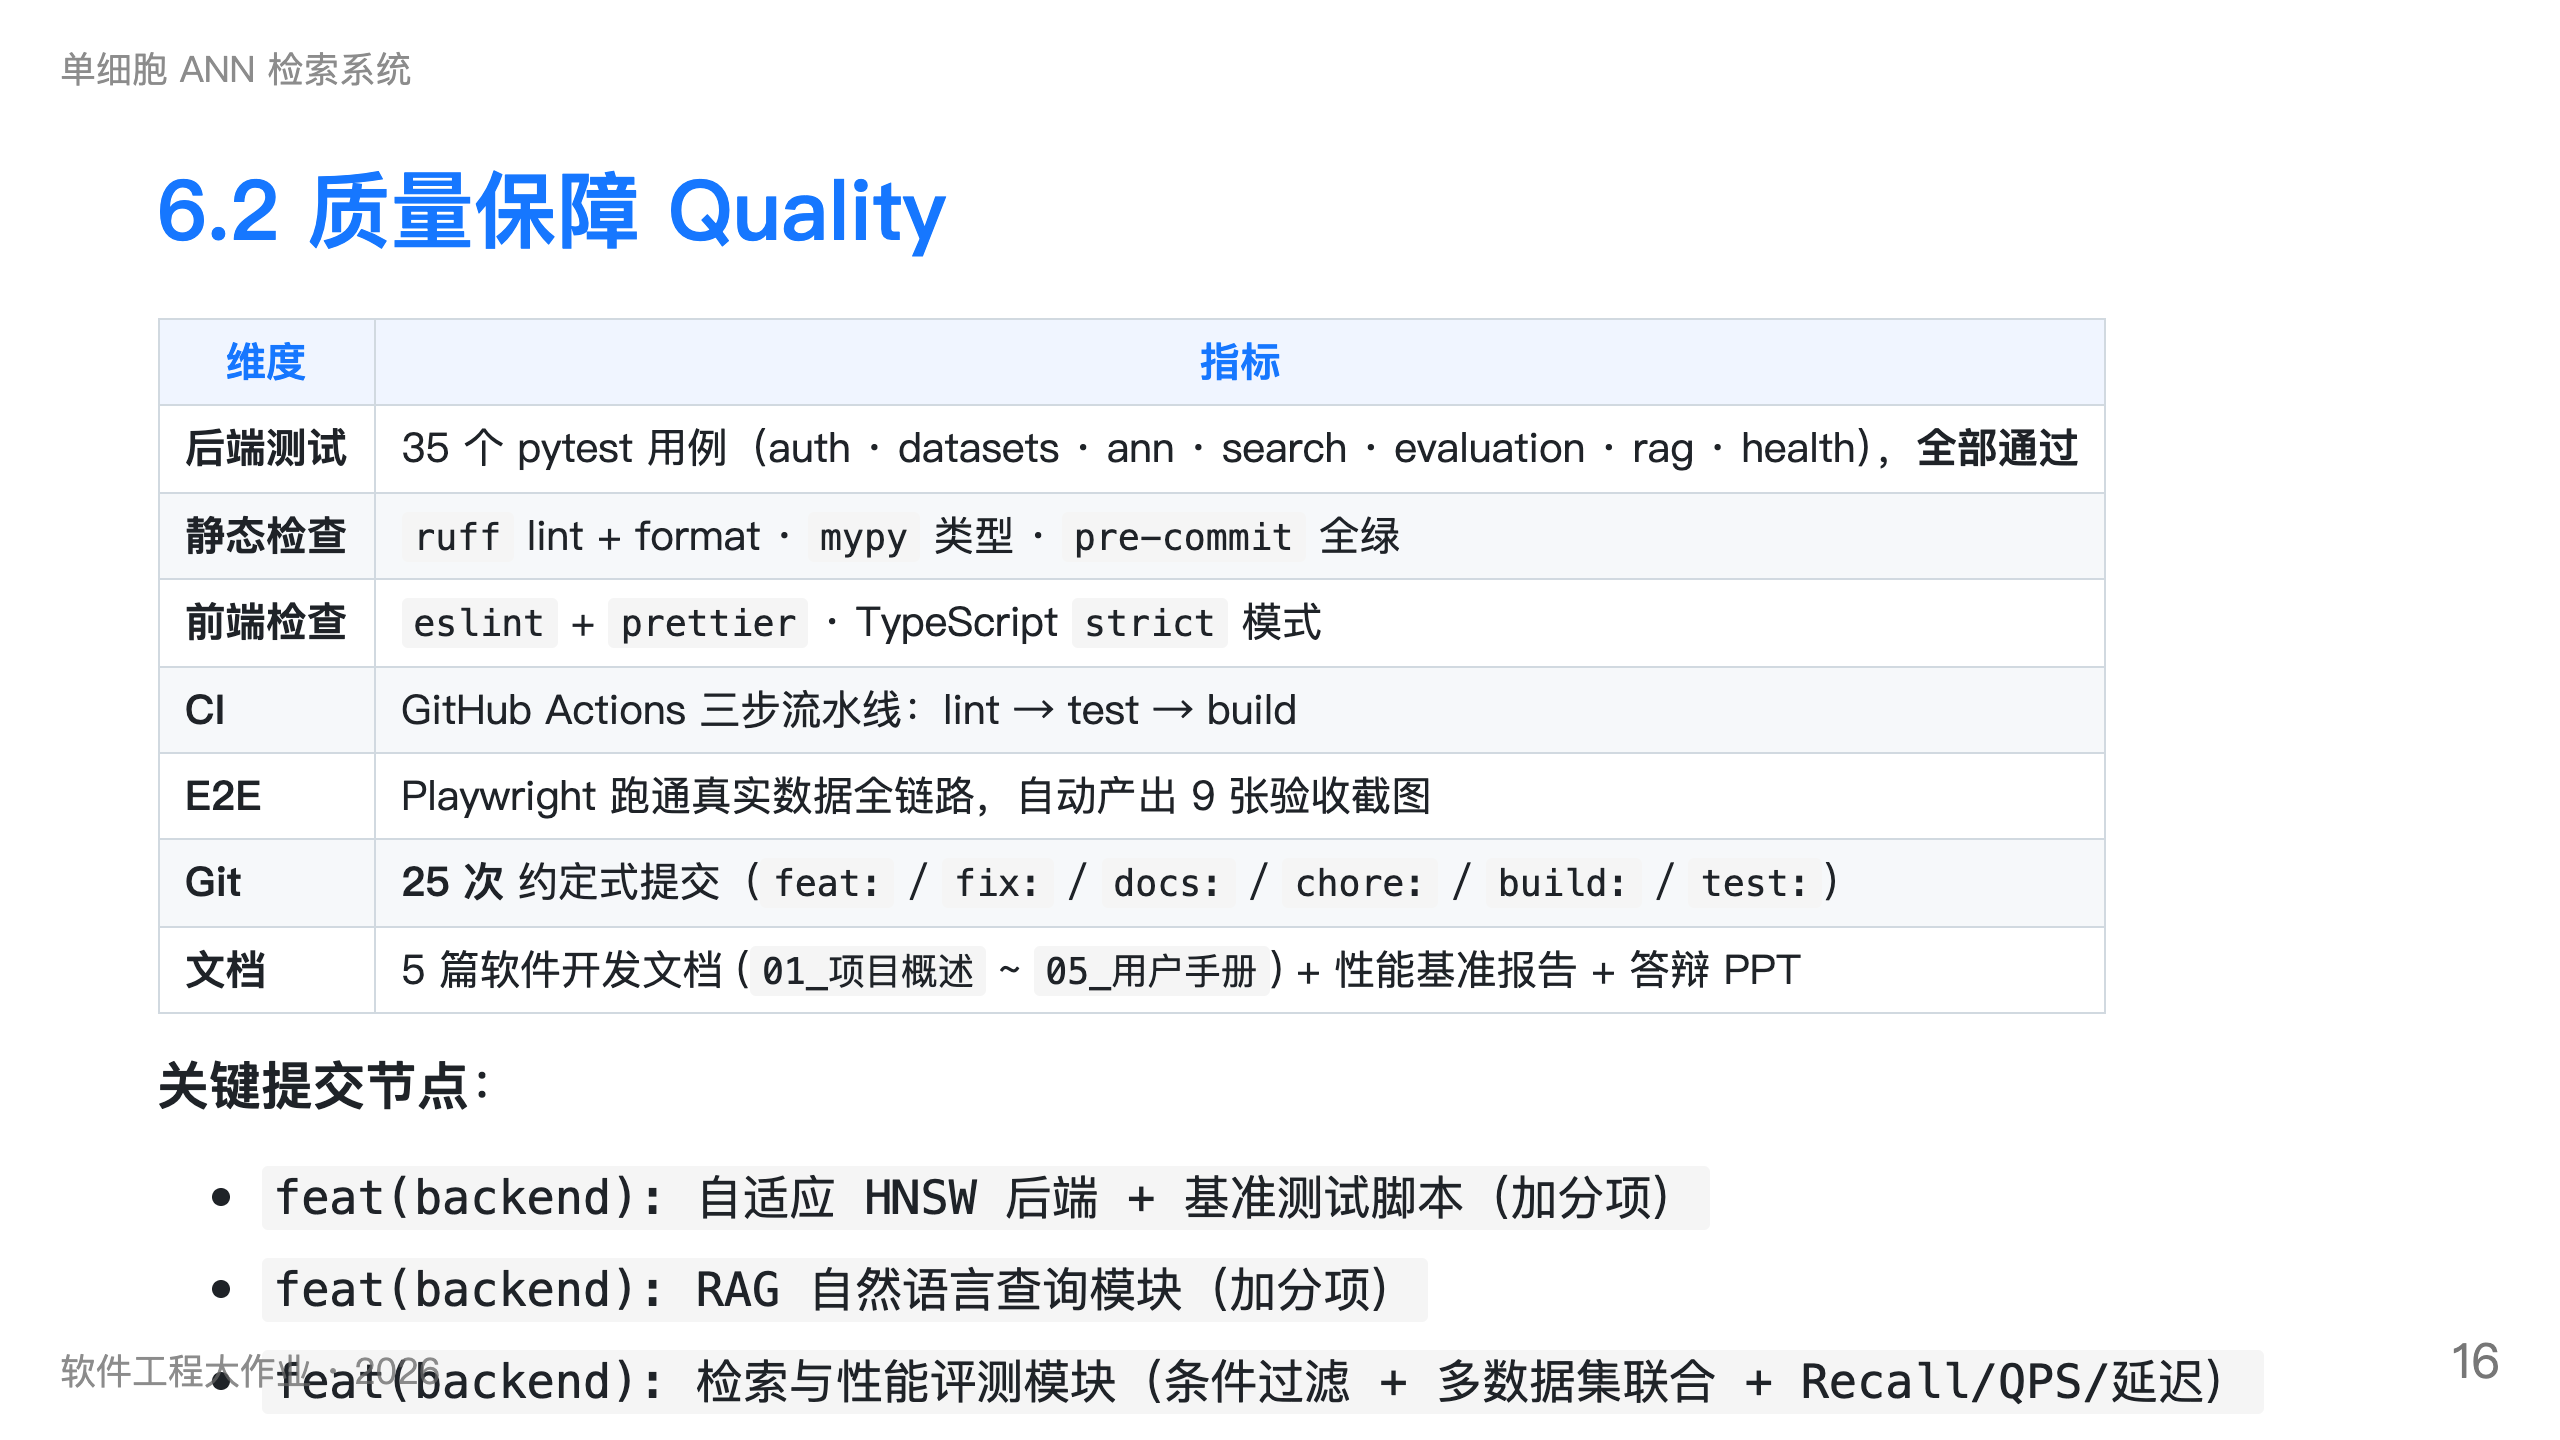 单细胞 ANN 检索系统
6.2 质量保障 Quality
维度 指标
后端测试 35 个 pytest 用例（auth · datasets · ann · search · evaluation · rag · health），全部通过
静态检查 ruff lint + format · mypy 类型 · pre-commit 全绿
前端检查 eslint + prettier · TypeScript strict 模式
CI GitHub Actions 三步流水线：lint → test → build
E2E Playwright 跑通真实数据全链路，自动产出 9 张验收截图
Git 25 次 约定式提交（feat: / fix: / docs: / chore: / build: / test:）
文档 5 篇软件开发文档 (01_项目概述 ~ 05_用户手册) + 性能基准报告 + 答辩 PPT
关键提交节点：
• feat(backend): 自适应 HNSW 后端 + 基准测试脚本（加分项）
• feat(backend): RAG 自然语言查询模块（加分项）
• feat(backend): 检索与性能评测模块（条件过滤 + 多数据集联合 + Recall/QPS/延迟）
软件工程大作业 · 2026
16